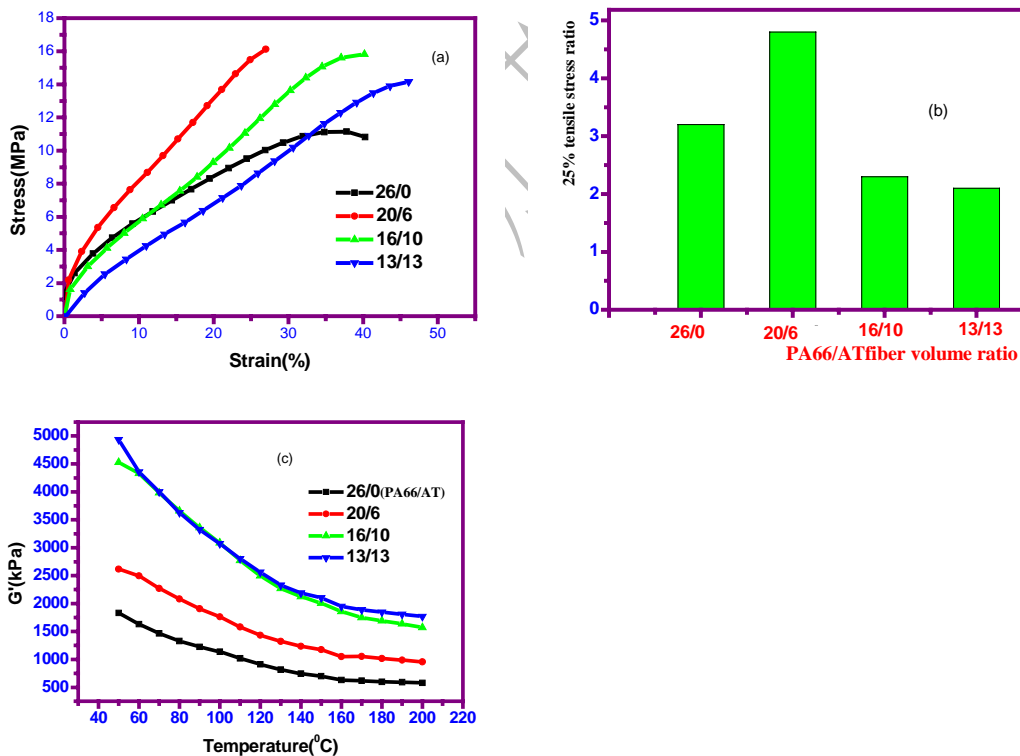 18
16
14
12
10
8
6
4
2
0
Stress(MPa)
(a)
26/0
20/6
16/10
13/13
0 10 20 30 40 50
Strain(%)
5
4
3
2
1
0
25% tensile stress ratio
(b)
26/0 20/6 16/10 13/13
PA66/ATfiber volume ratio
5000
4500
4000
3500
3000
2500
2000
1500
1000
500
G'(kPa)
(c)
26/0(PA66/AT)
20/6
16/10
13/13
40 60 80 100 120 140 160 180 200 220
Temperature(⁰C)